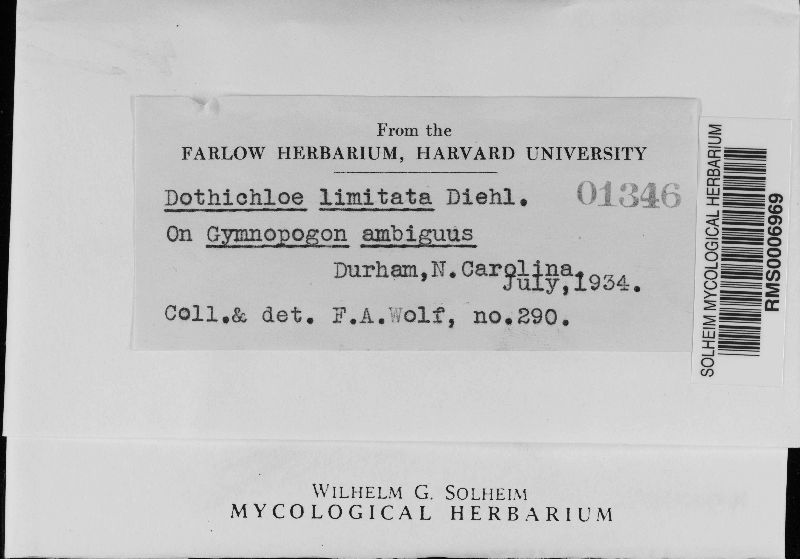 From the
FARLOW HERBARIUM, HARVARD UNIVERSITY
Dothichloe limitata Diehl. 01346
On Gymnopogon ambiguus
Durham, N. Carolina.
July, 1934.
Coll.& det. F.A.Wolf, no.290.
SOLHEIM MYCOLOGICAL HERBARIUM
RMS0006969
WILHELM G. SOLHEIM
MYCOLOGICAL HERBARIUM